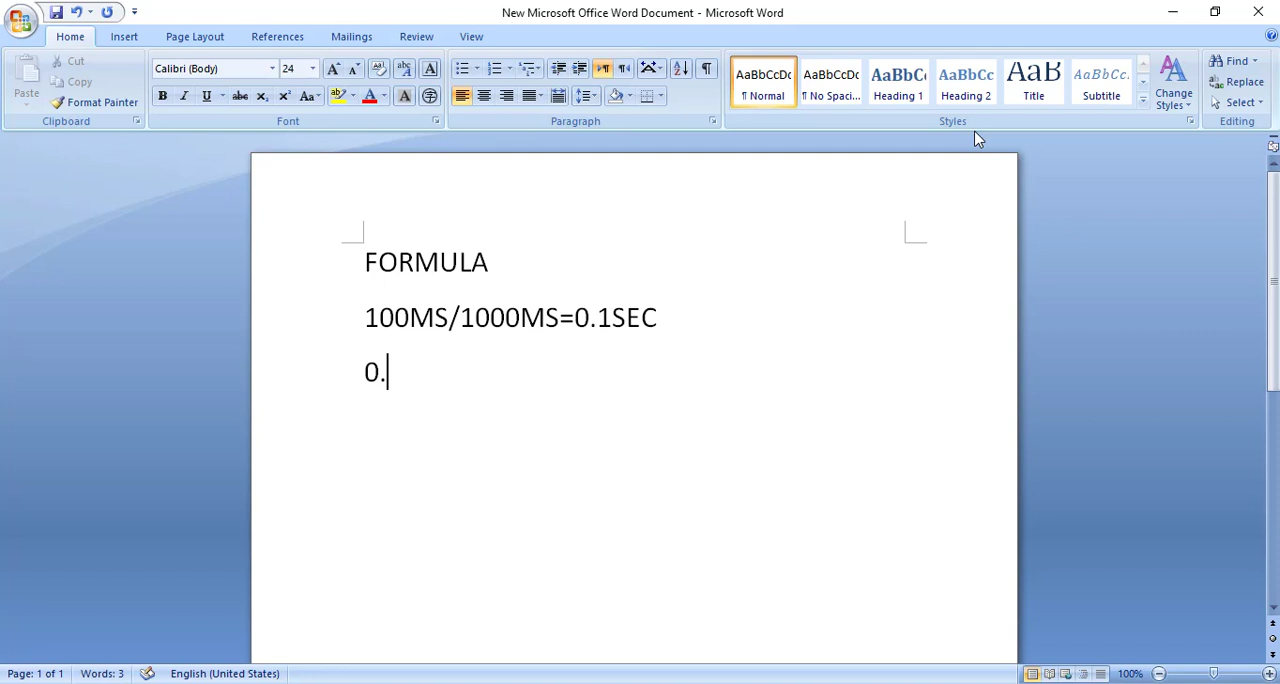 New Microsoft Office Word Document - Microsoft Word
Home Insert Page Layout References Mailings Review View
Paste
Cut
Copy
Format Painter
Clipboard
Calibri (Body) 24
Font
Paragraph
AaBbCcDc AaBbCcDc AaBbC AaBbCc AaB AaBbCc.
¶ Normal ¶ No Spaci... Heading 1 Heading 2 Title Subtitle
Change Styles
Styles
Find
Replace
Select
Editing
FORMULA
100MS/1000MS=0.1SEC
0.
Page: 1 of 1 Words: 3 English (United States) 100%